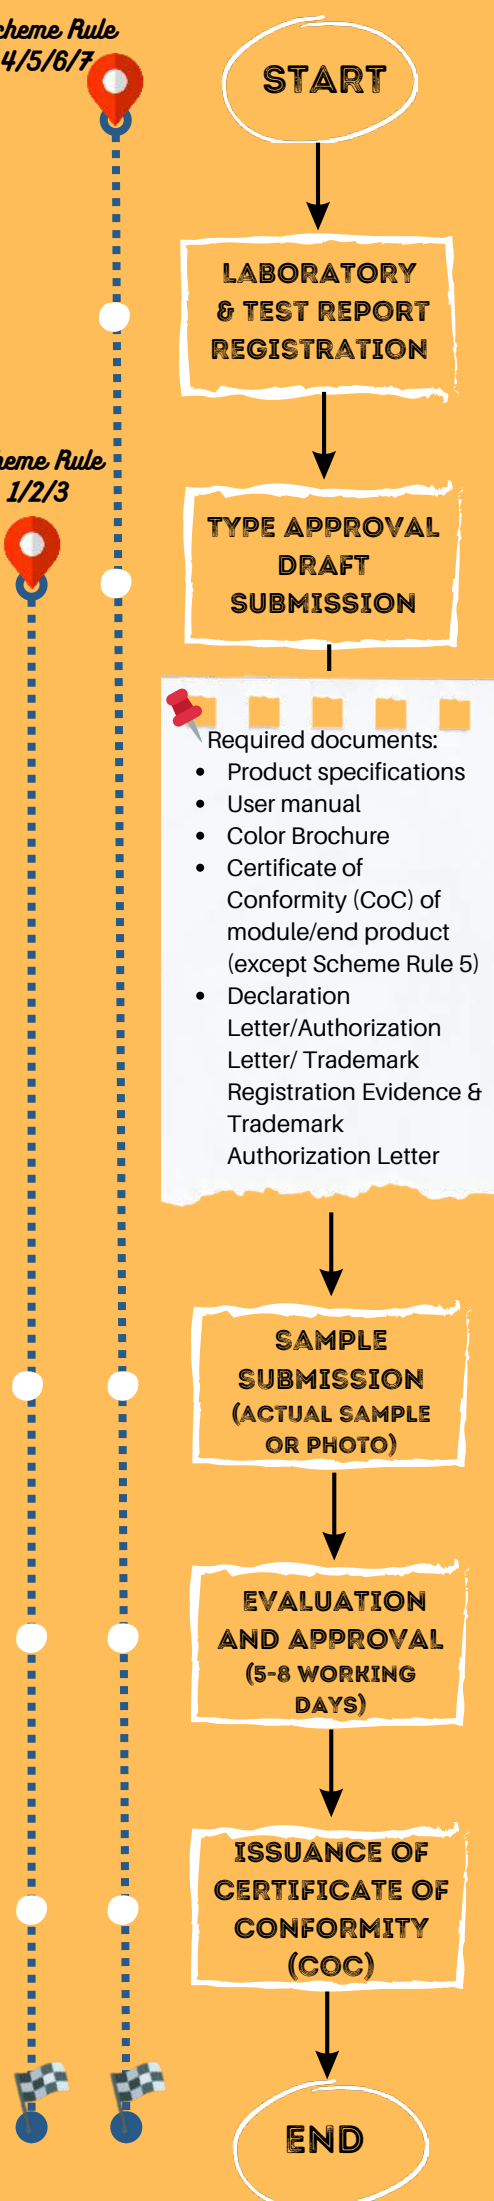 cheme Rule
4/5/6/7
START
LABORATORY
& TEST REPORT
REGISTRATION
heme Rule
1/2/3
TYPE APPROVAL
DRAFT
SUBMISSION
Required documents:
• Product specifications
• User manual
• Color Brochure
• Certificate of
Conformity (CoC) of
module/end product
(except Scheme Rule 5)
• Declaration
Letter/Authorization
Letter/ Trademark
Registration Evidence &
Trademark
Authorization Letter
SAMPLE
SUBMISSION
(ACTUAL SAMPLE
OR PHOTO)
EVALUATION
AND APPROVAL
(5-8 WORKING
DAYS)
ISSUANCE OF
CERTIFICATE OF
CONFORMITY
(COC)
END